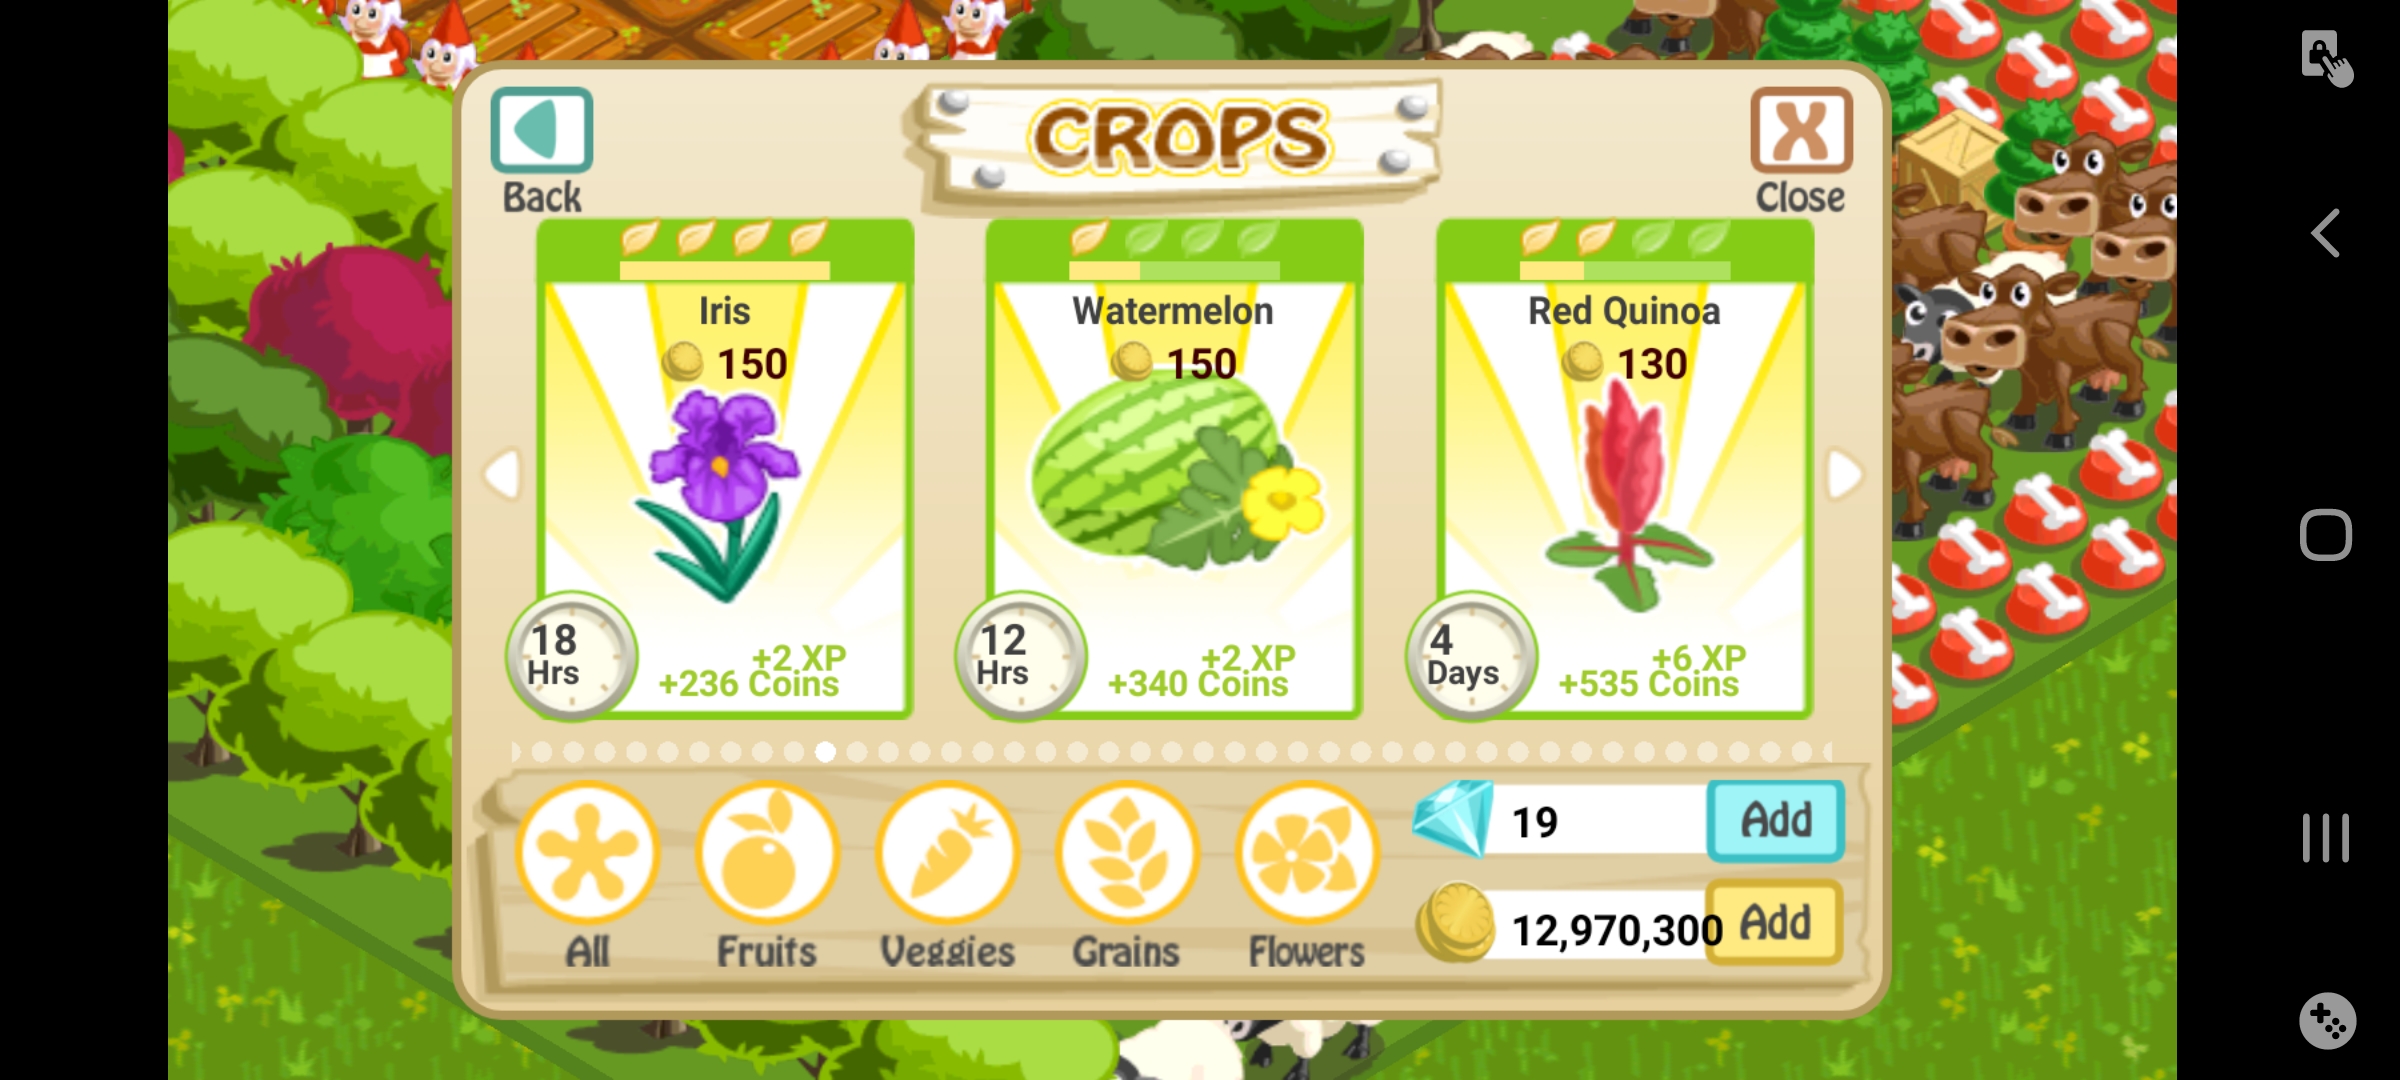 CROPS
Back
Close
Iris
150
18
Hrs
+2 XP
+236 Coins
Watermelon
150
12
Hrs
+2 XP
+340 Coins
Red Quinoa
130
4
Days
+6 XP
+535 Coins
All
Fruits
Veggies
Grains
Flowers
19
Add
12,970,300
Add